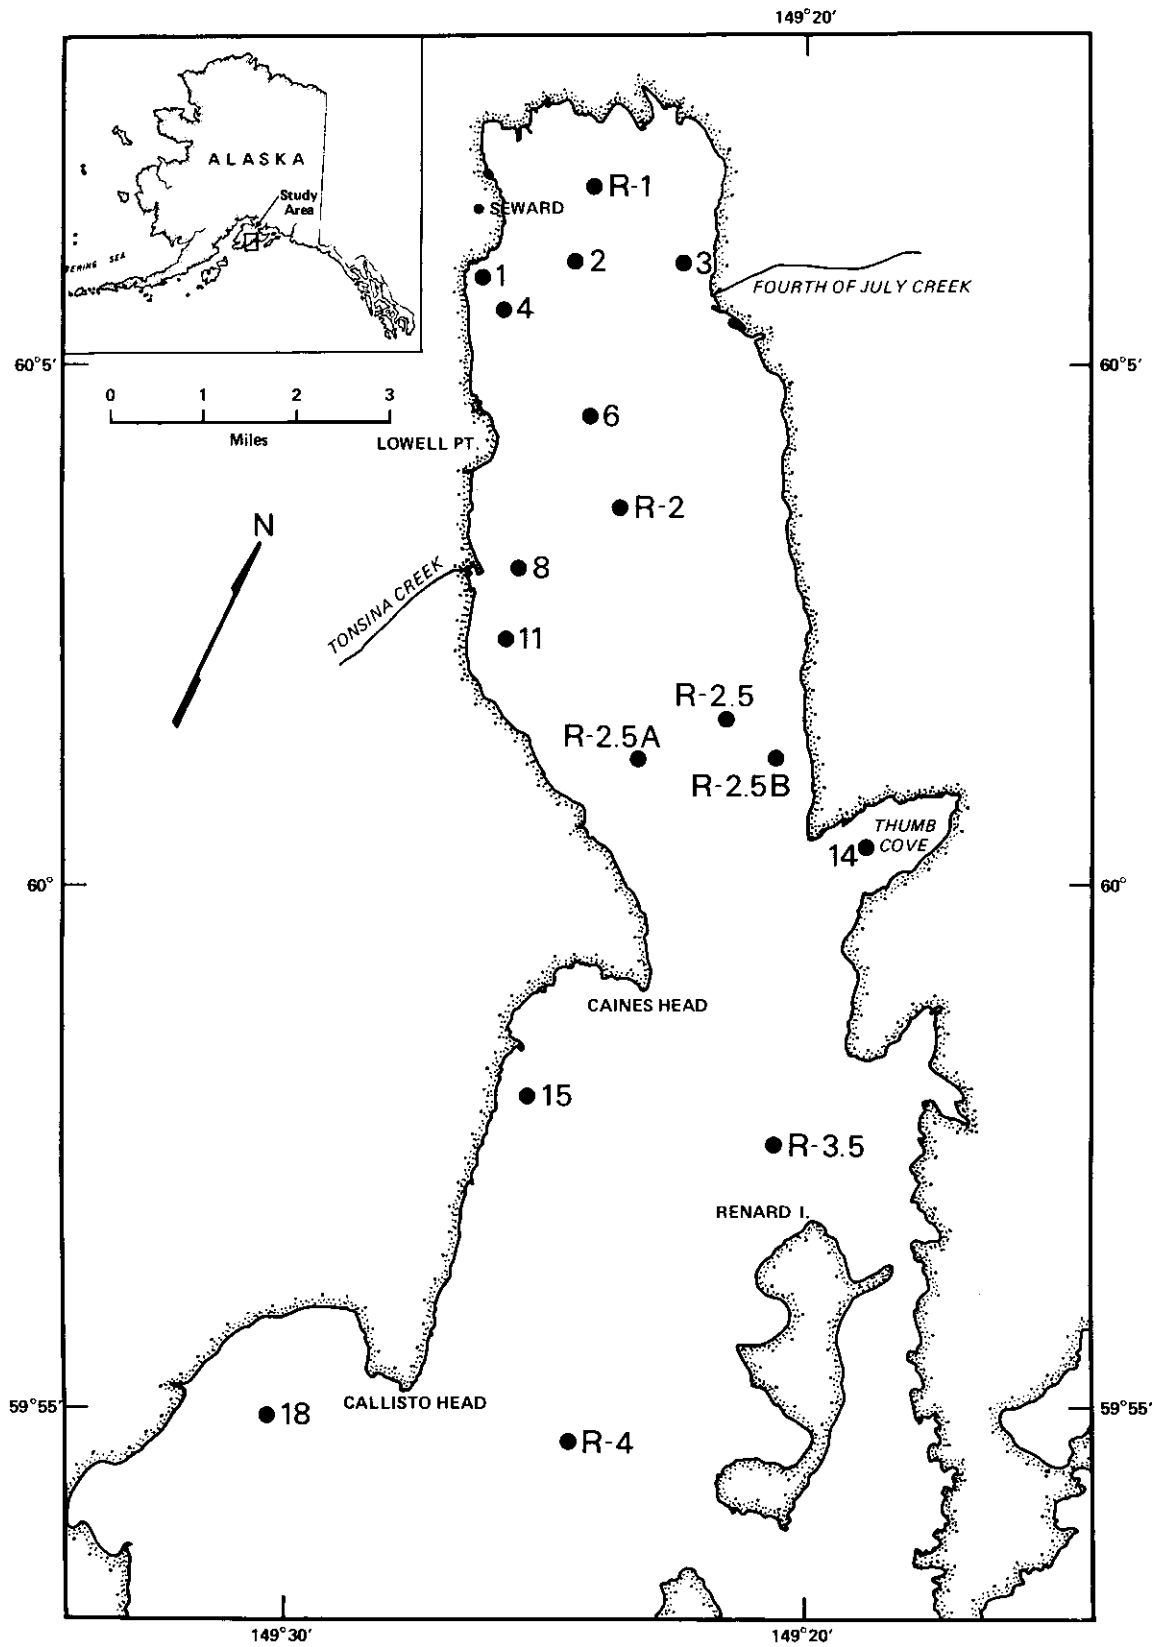 149°20'
ALASKA
Study
Area
BERING SEA
R-1
SEWARD
2
3
1
4
FOURTH OF JULY CREEK
60°5'
60°5'
0 1 2 3
Miles
6
LOWELL PT.
R-2
N
8
TONSINA CREEK
11
R-2.5
R-2.5A
R-2.5B
THUMB
COVE
14
60°
60°
CAINES HEAD
15
R-3.5
RENARD I.
59°55'
59°55'
CALLISTO HEAD
18
R-4
149°30'
149°20'